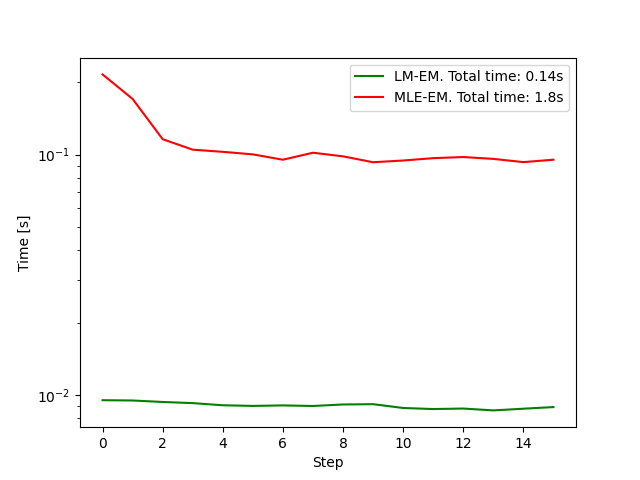 LM-EM. Total time: 0.14s
MLE-EM. Total time: 1.8s
10⁻¹
10⁻²
Time [s]
0 2 4 6 8 10 12 14
Step